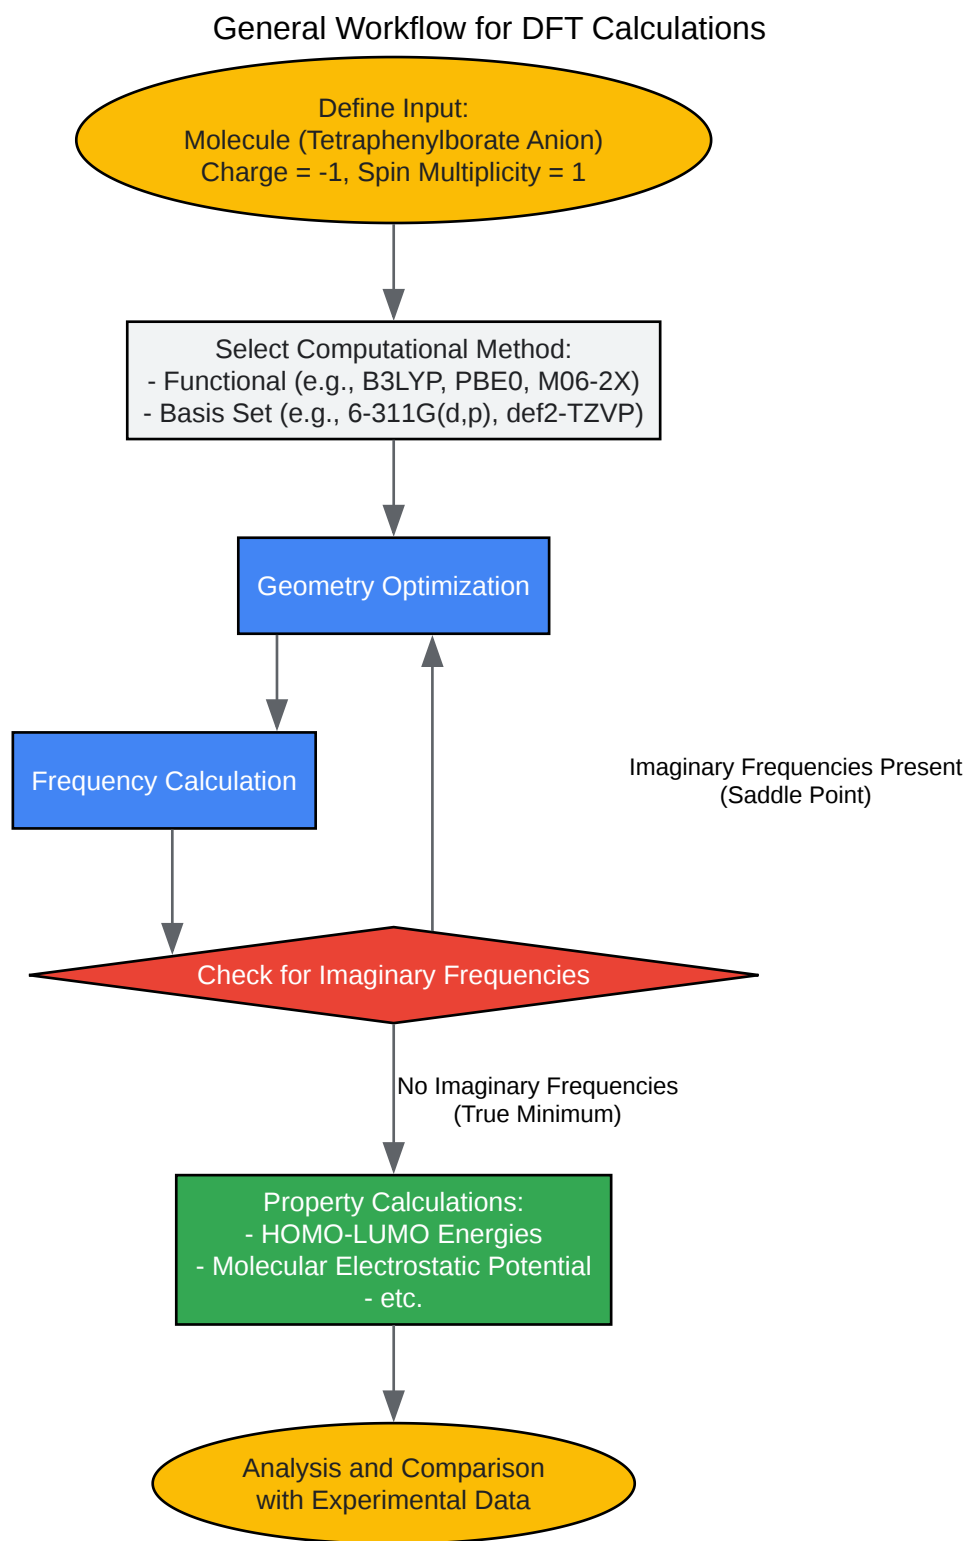 General Workflow for DFT Calculations
Define Input:
Molecule (Tetraphenylborate Anion)
Charge = -1, Spin Multiplicity = 1
Select Computational Method:
- Functional (e.g., B3LYP, PBE0, M06-2X)
- Basis Set (e.g., 6-311G(d,p), def2-TZVP)
Geometry Optimization
Frequency Calculation
Imaginary Frequencies Present
(Saddle Point)
Check for Imaginary Frequencies
No Imaginary Frequencies
(True Minimum)
Property Calculations:
- HOMO-LUMO Energies
- Molecular Electrostatic Potential
- etc.
Analysis and Comparison
with Experimental Data